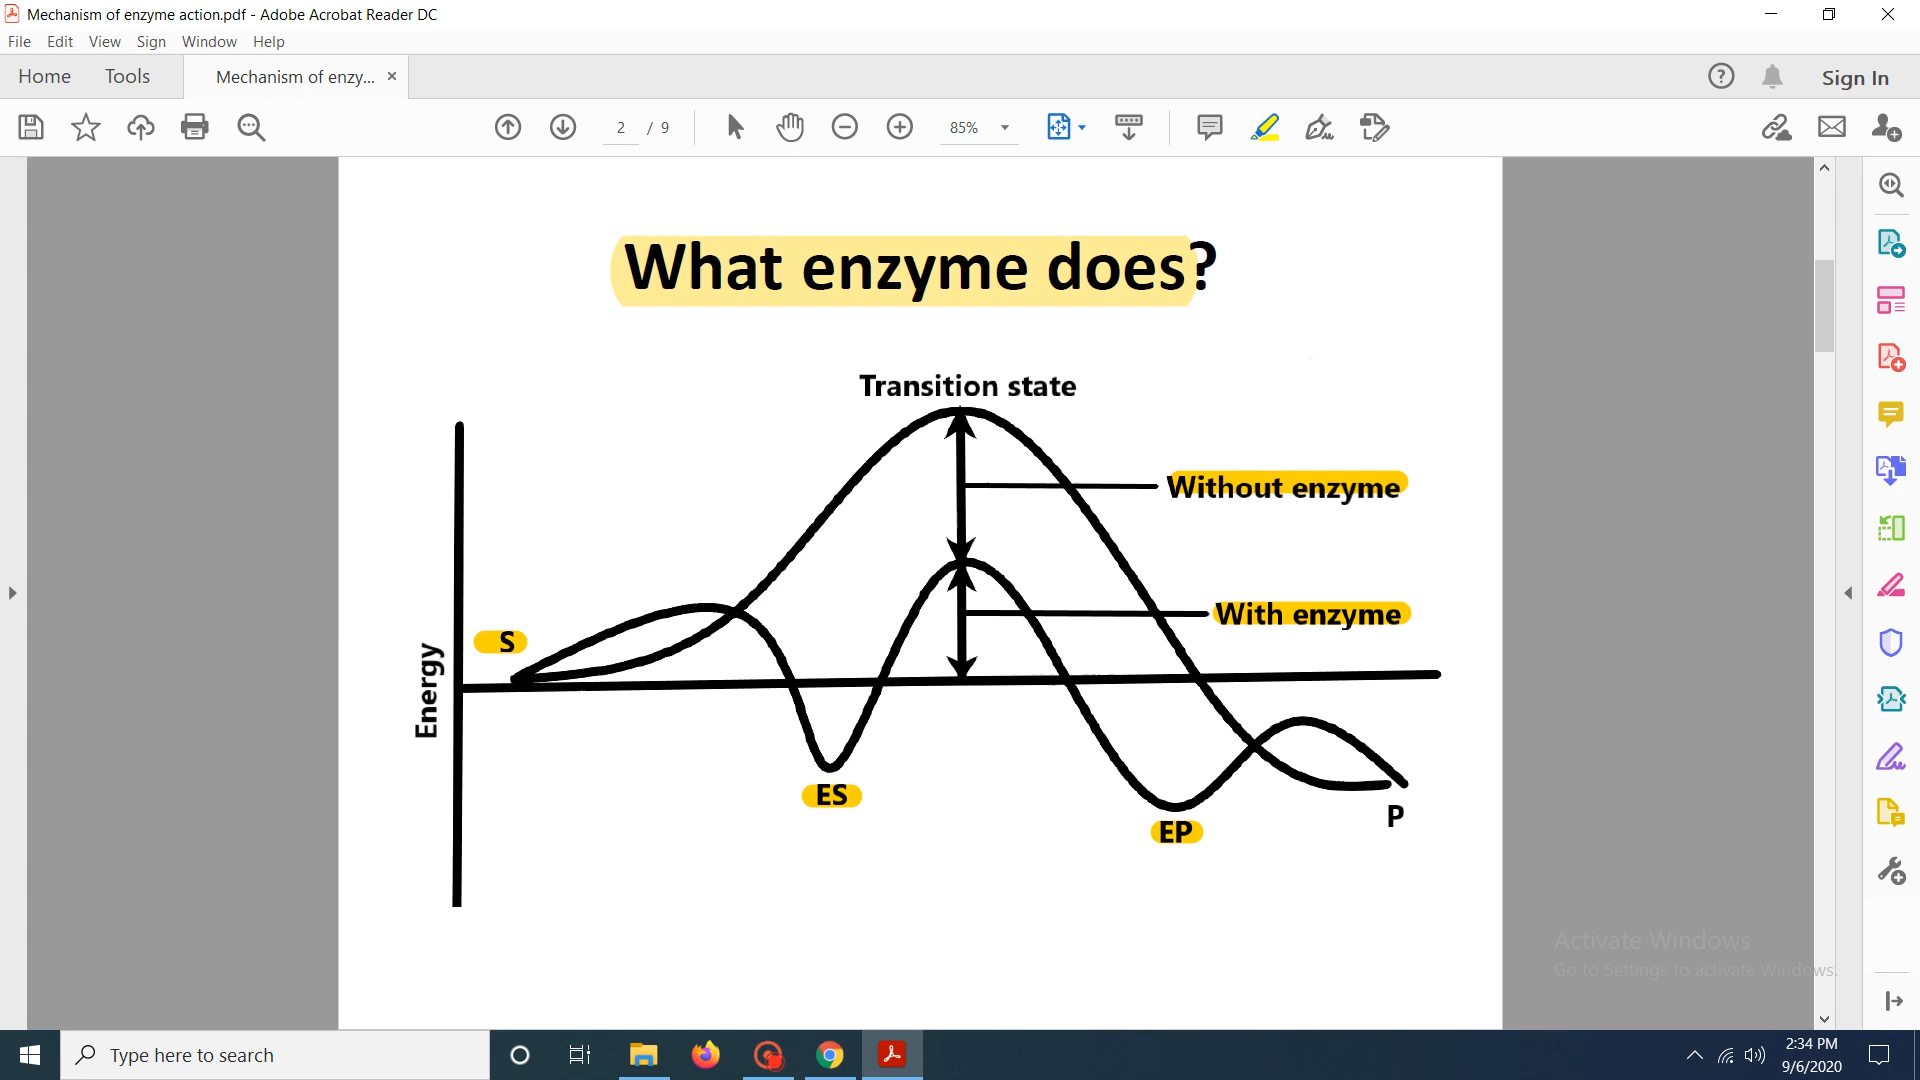 Mechanism of enzyme action.pdf - Adobe Acrobat Reader DC
File Edit View Sign Window Help
Home Tools Mechanism of enzy... × Sign In
2 / 9 85%
What enzyme does?
Transition state
Without enzyme
With enzyme
S
Energy
ES
EP
P
Activate Windows
Go to Settings to activate Windows.
Type here to search
2:34 PM
9/6/2020